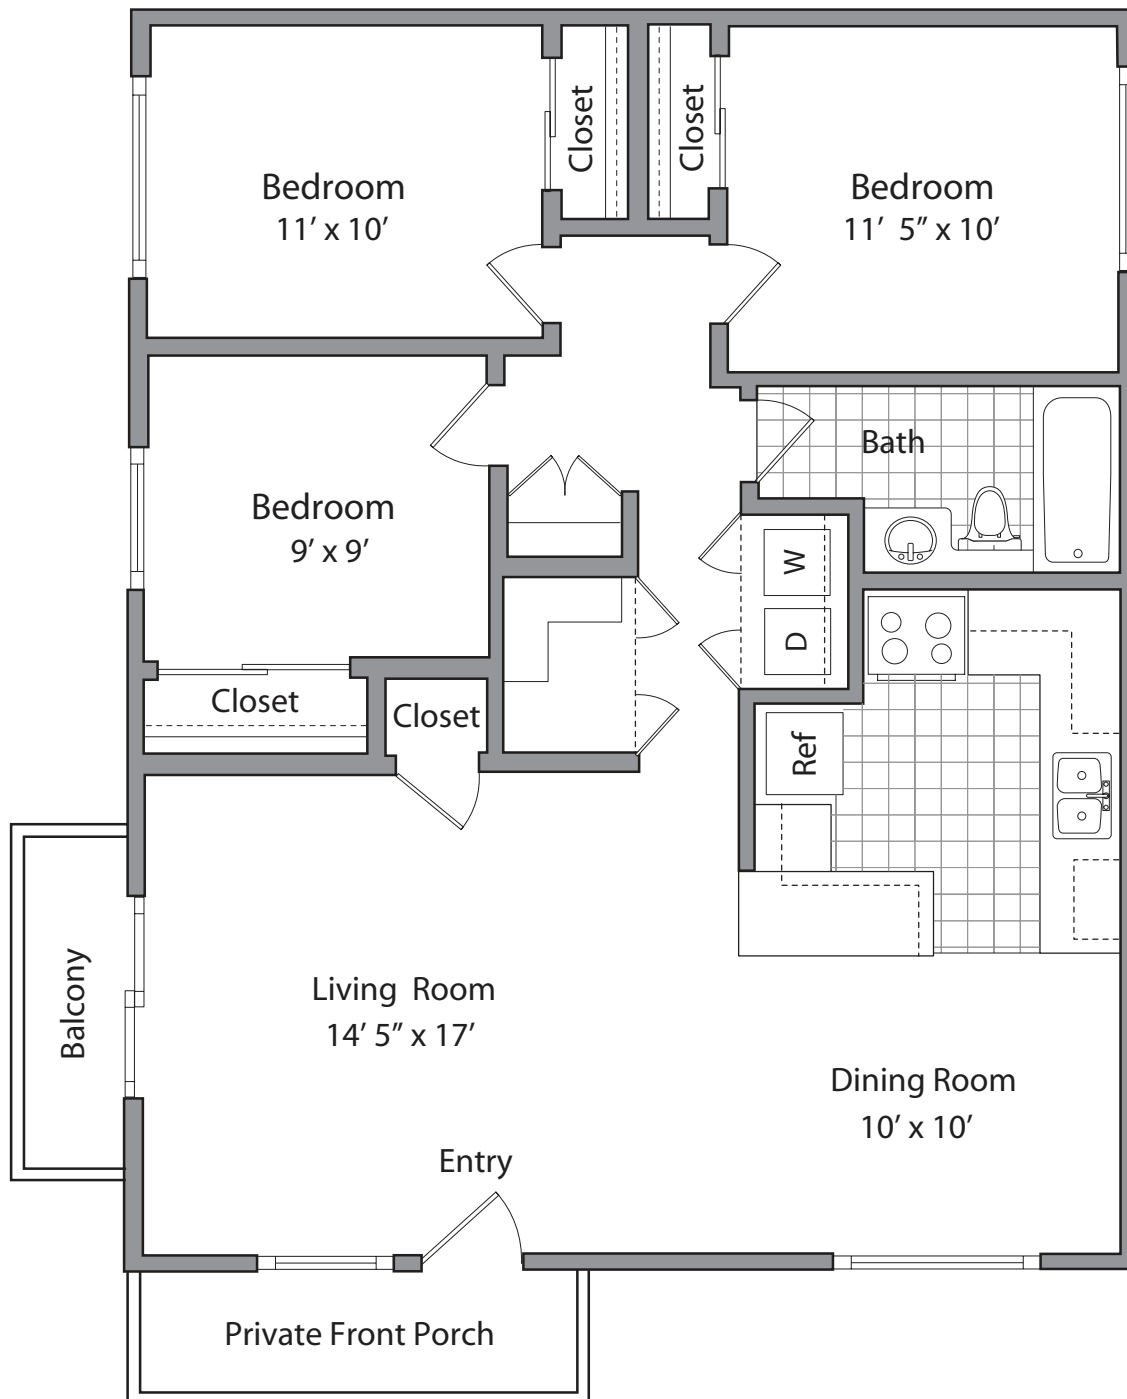 Closet
Closet
Bedroom
11’ x 10’
Bedroom
11’ 5” x 10’
Bath
Bedroom
9’ x 9’
W
D
Closet
Closet
Ref
Balcony
Living Room
14’ 5” x 17’
Dining Room
10’ x 10’
Entry
Private Front Porch